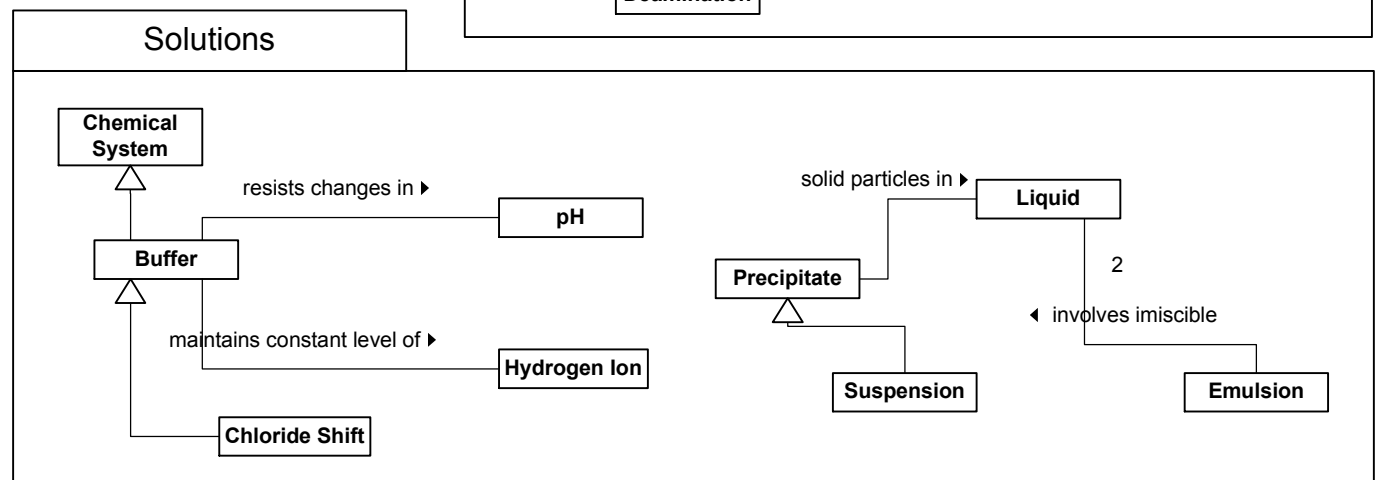 Solutions
Chemical
System
resists changes in
pH
Buffer
maintains constant level of
Hydrogen Ion
Chloride Shift
solid particles in
Liquid
Precipitate
2
involves imiscible
Suspension
Emulsion